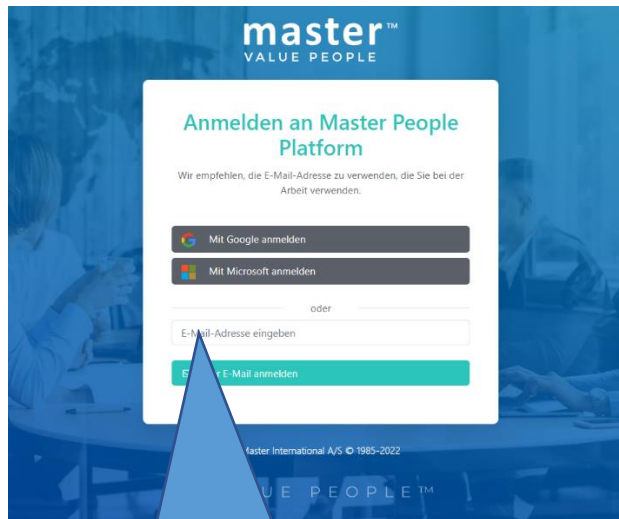 master™
VALUE PEOPLE
Anmelden an Master People
Platform
Wir empfehlen, die E-Mail-Adresse zu verwenden, die Sie bei der
Arbeit verwenden.
Mit Google anmelden
Mit Microsoft anmelden
oder
E-Mail-Adresse eingeben
E-Mail anmelden
Master International A/S © 1985-2022
PEOPLE™